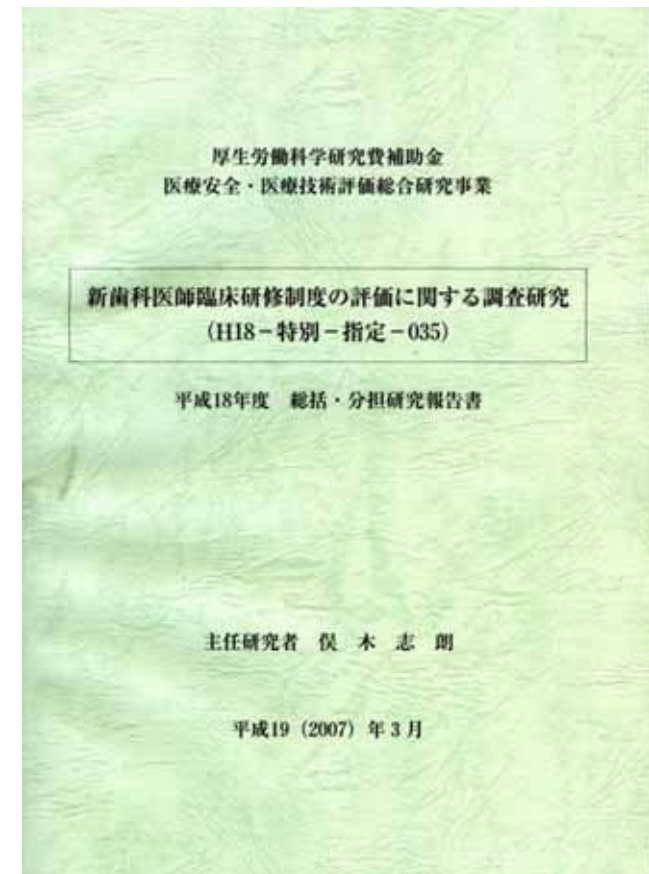 厚生労働科学研究費補助金
医療安全・医療技術評価総合研究事業
新歯科医師臨床研修制度の評価に関する調査研究
(H18-特別-指定-035)
平成18年度 総括・分担研究報告書
主任研究者 俣 木 志 朗
平成19 (2007) 年 3 月